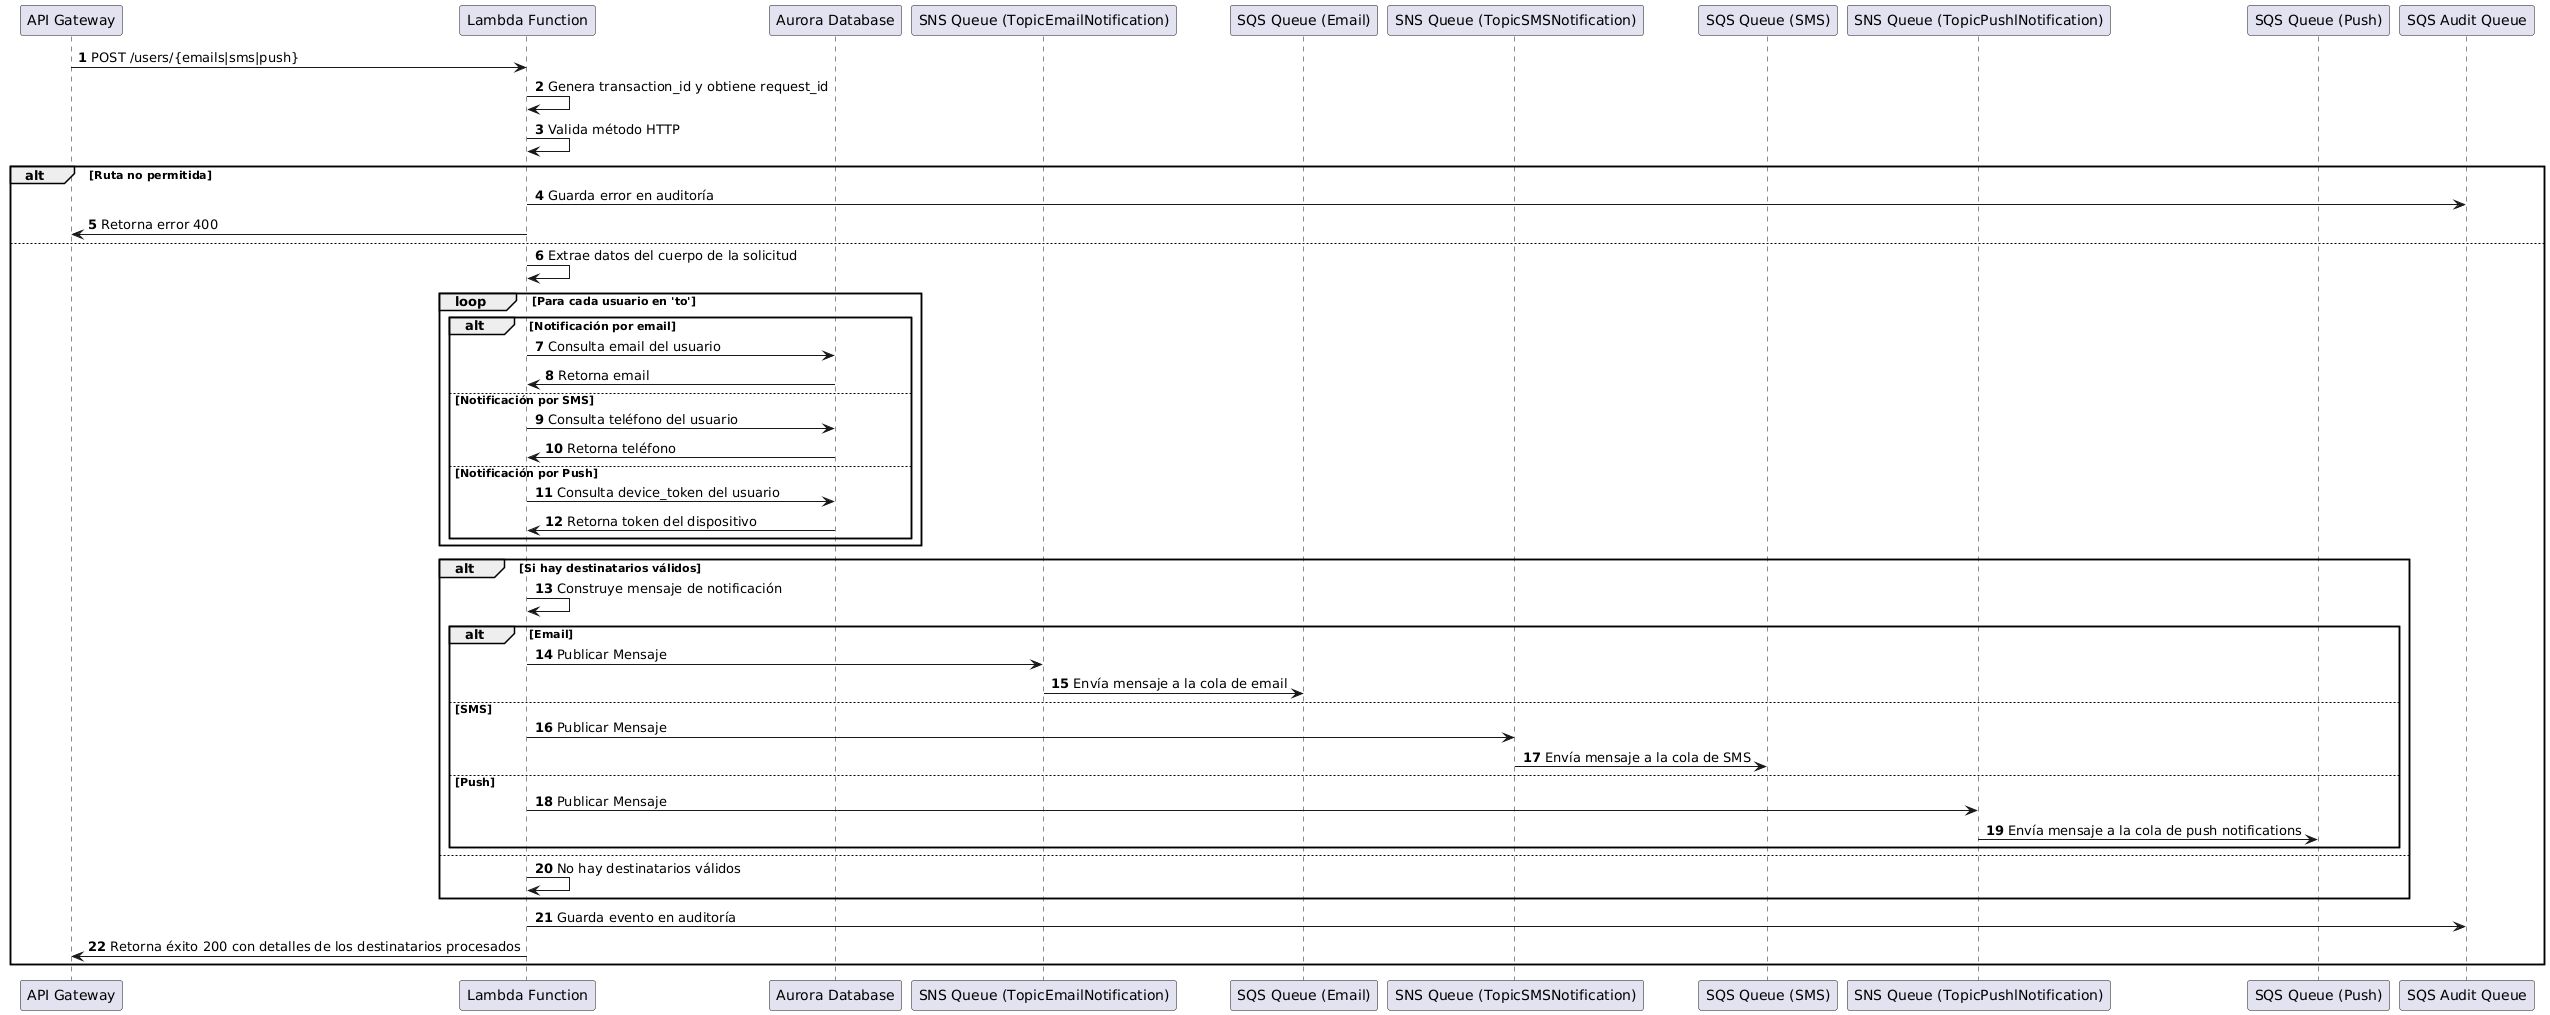 API Gateway
Lambda Function
Aurora Database
SNS Queue (TopicEmailNotification)
SQS Queue (Email)
SNS Queue (TopicSMSNotification)
SQS Queue (SMS)
SNS Queue (TopicPushlNotification)
SQS Queue (Push)
SQS Audit Queue
1 POST /users/{emails|sms|push}
2 Genera transaction_id y obtiene request_id
3 Valida método HTTP
alt [Ruta no permitida]
4 Guarda error en auditoría
5 Retorna error 400
6 Extrae datos del cuerpo de la solicitud
loop [Para cada usuario en 'to']
alt [Notificación por email]
7 Consulta email del usuario
8 Retorna email
[Notificación por SMS]
9 Consulta teléfono del usuario
10 Retorna teléfono
[Notificación por Push]
11 Consulta device_token del usuario
12 Retorna token del dispositivo
alt [Si hay destinatarios válidos]
13 Construye mensaje de notificación
alt [Email]
14 Publicar Mensaje
15 Envía mensaje a la cola de email
[SMS]
16 Publicar Mensaje
17 Envía mensaje a la cola de SMS
[Push]
18 Publicar Mensaje
19 Envía mensaje a la cola de push notifications
20 No hay destinatarios válidos
21 Guarda evento en auditoría
22 Retorna éxito 200 con detalles de los destinatarios procesados
API Gateway
Lambda Function
Aurora Database
SNS Queue (TopicEmailNotification)
SQS Queue (Email)
SNS Queue (TopicSMSNotification)
SQS Queue (SMS)
SNS Queue (TopicPushlNotification)
SQS Queue (Push)
SQS Audit Queue